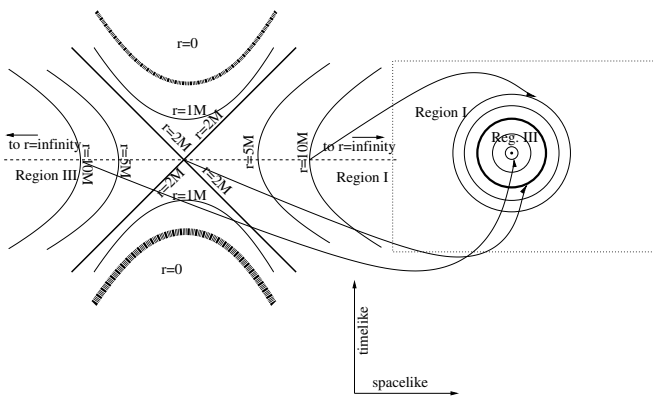 r=0
r=1M
r=2M
r=2M
Region I
Reg. III
to r=infinity
r=10M
r=5M
r=5M
r=10M
to r=infinity
Region III
Region I
r=2M
r=2M
r=1M
r=0
timelike
spacelike